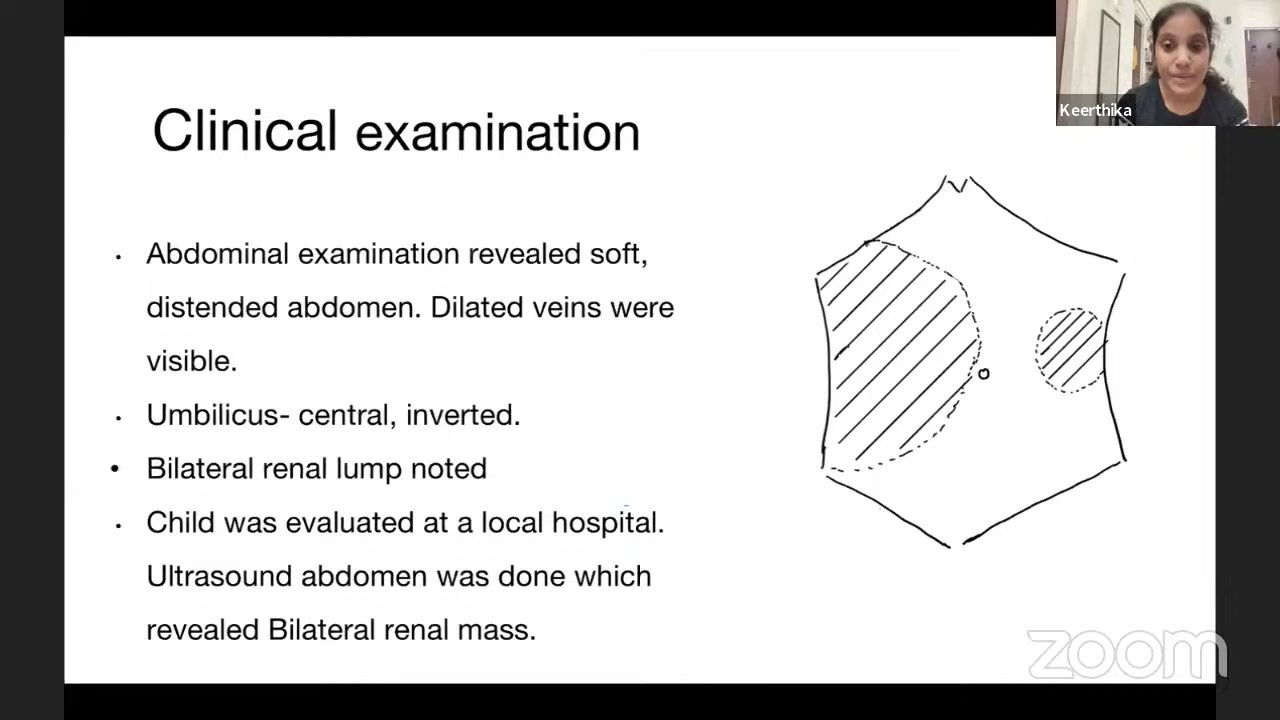 Keerthika
Clinical examination
• Abdominal examination revealed soft,
distended abdomen. Dilated veins were
visible.
• Umbilicus- central, inverted.
• Bilateral renal lump noted
• Child was evaluated at a local hospital.
Ultrasound abdomen was done which
revealed Bilateral renal mass.
zoom